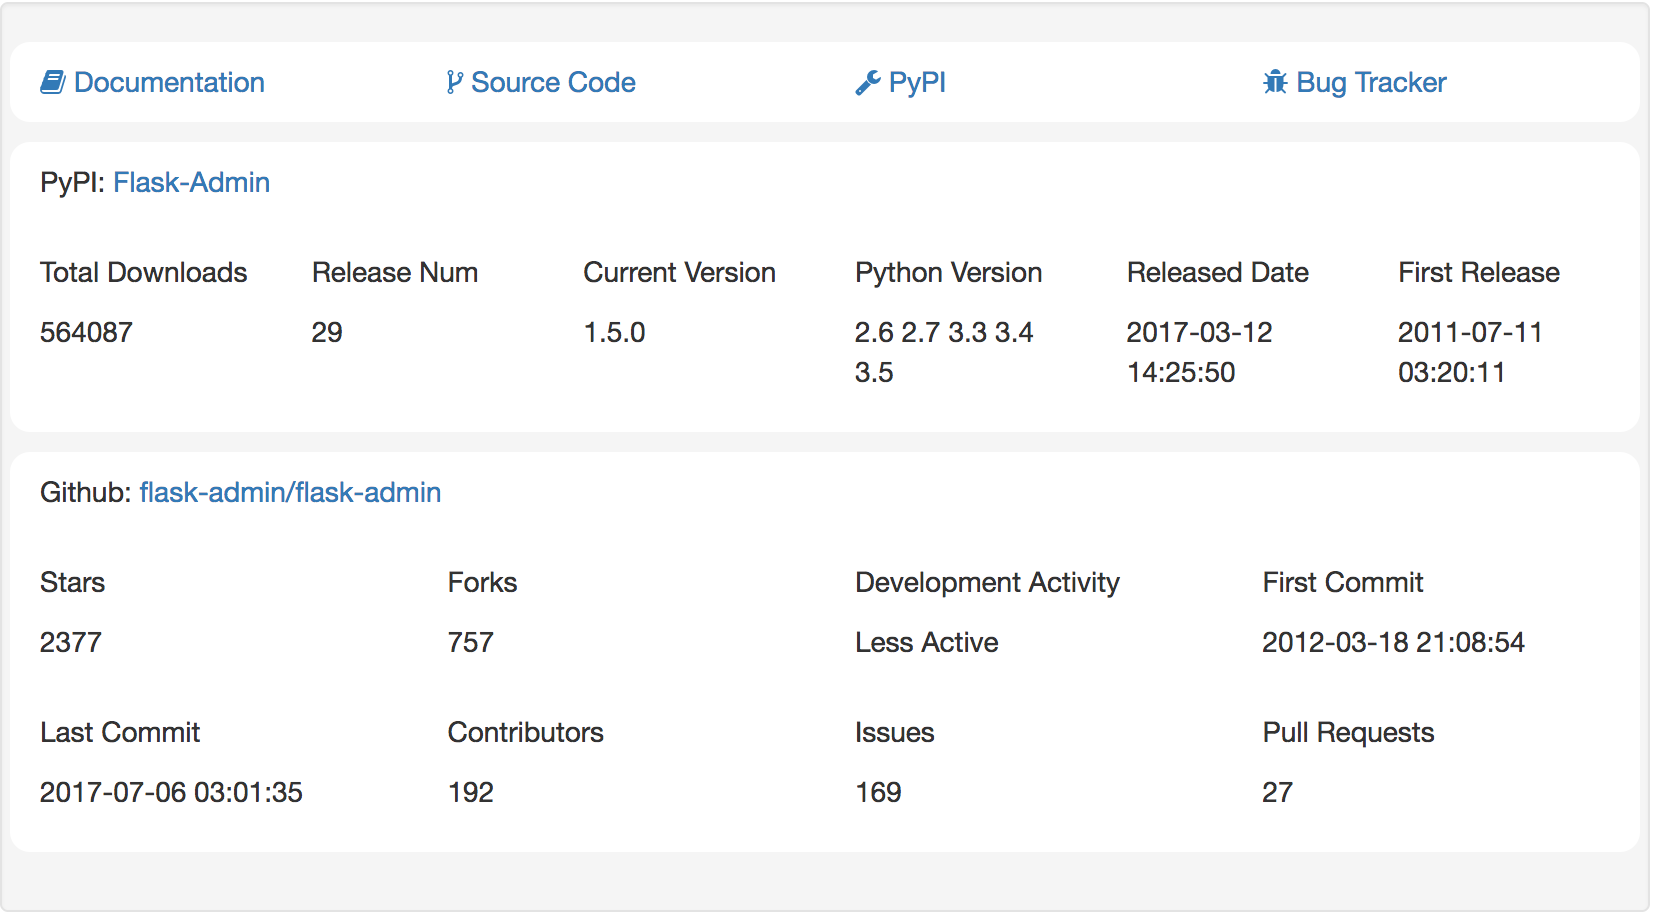 Documentation Source Code PyPI Bug Tracker
PyPI: Flask-Admin
Total Downloads Release Num Current Version Python Version Released Date First Release
564087 29 1.5.0 2.6 2.7 3.3 3.4 2017-03-12 2011-07-11
3.5 14:25:50 03:20:11
Github: flask-admin/flask-admin
Stars Forks Development Activity First Commit
2377 757 Less Active 2012-03-18 21:08:54
Last Commit Contributors Issues Pull Requests
2017-07-06 03:01:35 192 169 27